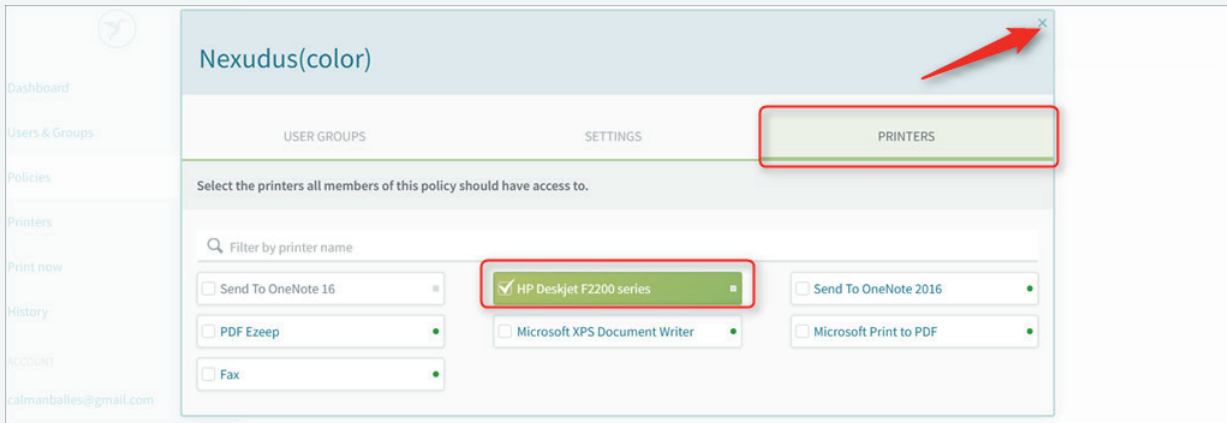 ×
Nexudus(color)
Dashboard
Users & Groups
USER GROUPS SETTINGS PRINTERS
Policies
Select the printers all members of this policy should have access to.
Printers
Filter by printer name
Print now
Send To OneNote 16 HP Deskjet F2200 series Send To OneNote 2016
History
PDF Ezeep Microsoft XPS Document Writer Microsoft Print to PDF
ACCOUNT
Fax
calmanballes@gmail.com